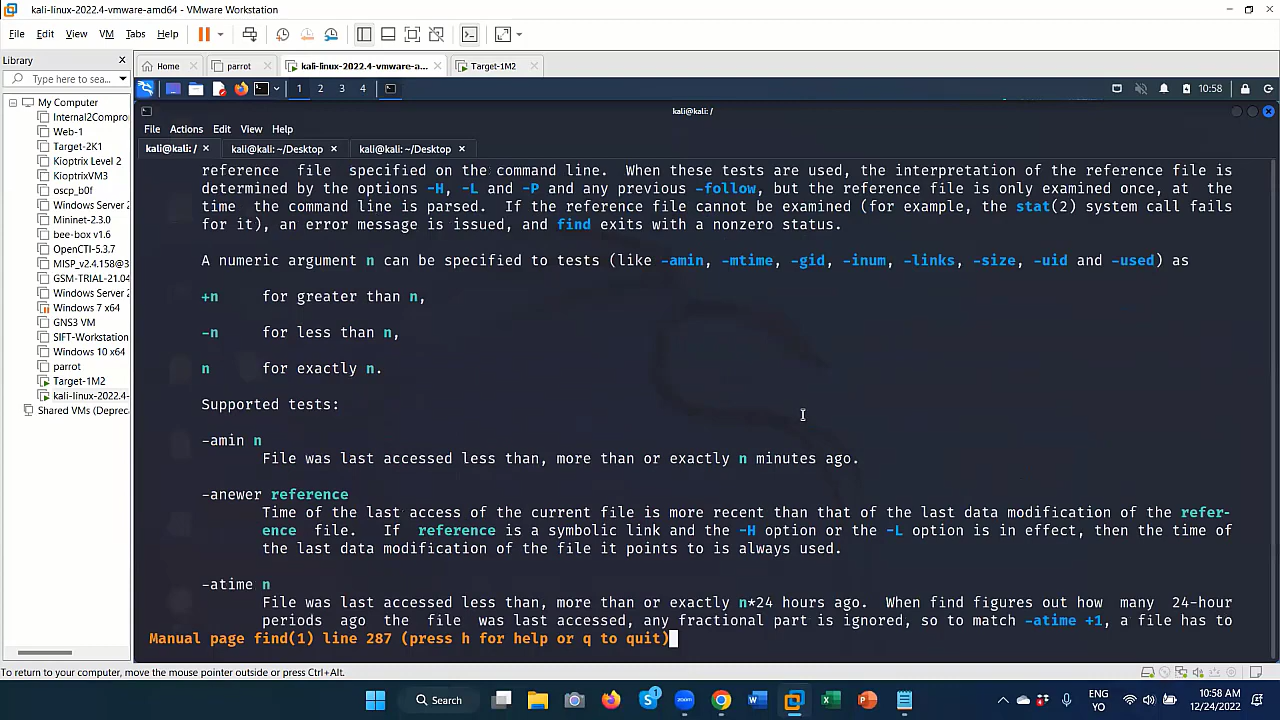 kali-linux-2022.4-vmware-amd64 - VMware Workstation
File Edit View VM Tabs Help
Library
Type here to sea...
My Computer
Internal2Compro
Web-1
Target-2K1
Kioptrix Level 2
KioptrixVM3
oscp_b0f
Windows Server 2
Mininet-2.3.0
bee-box v1.6
OpenCTI-5.3.7
MISP_v2.4.158@3
GSM-TRIAL-21.04
Windows Server 2
Windows 7 x64
GNS3 VM
SIFT-Workstation
Windows 10 x64
parrot
Target-1M2
kali-linux-2022.4-
Shared VMs (Deprec
Home parrot kali-linux-2022.4-vmware-a... Target-1M2
1 2 3 4 10:58
kali@kali: /
File Actions Edit View Help
kali@kali: / kali@kali: ~/Desktop kali@kali: ~/Desktop
reference file specified on the command line. When these tests are used, the interpretation of the reference file is
determined by the options -H, -L and -P and any previous -follow, but the reference file is only examined once, at the
time the command line is parsed. If the reference file cannot be examined (for example, the stat(2) system call fails
for it), an error message is issued, and find exits with a nonzero status.
A numeric argument n can be specified to tests (like -amin, -mtime, -gid, -inum, -links, -size, -uid and -used) as
+n for greater than n,
-n for less than n,
n for exactly n.
Supported tests:
-amin n
File was last accessed less than, more than or exactly n minutes ago.
-anewer reference
Time of the last access of the current file is more recent than that of the last data modification of the refer-
ence file. If reference is a symbolic link and the -H option or the -L option is in effect, then the time of
the last data modification of the file it points to is always used.
-atime n
File was last accessed less than, more than or exactly n*24 hours ago. When find figures out how many 24-hour
periods ago the file was last accessed, any fractional part is ignored, so to match -atime +1, a file has to
Manual page find(1) line 287 (press h for help or q to quit)
To return to your computer, move the mouse pointer outside or press Ctrl+Alt.
Search
zoom
ENG
YO
10:58 AM
12/24/2022